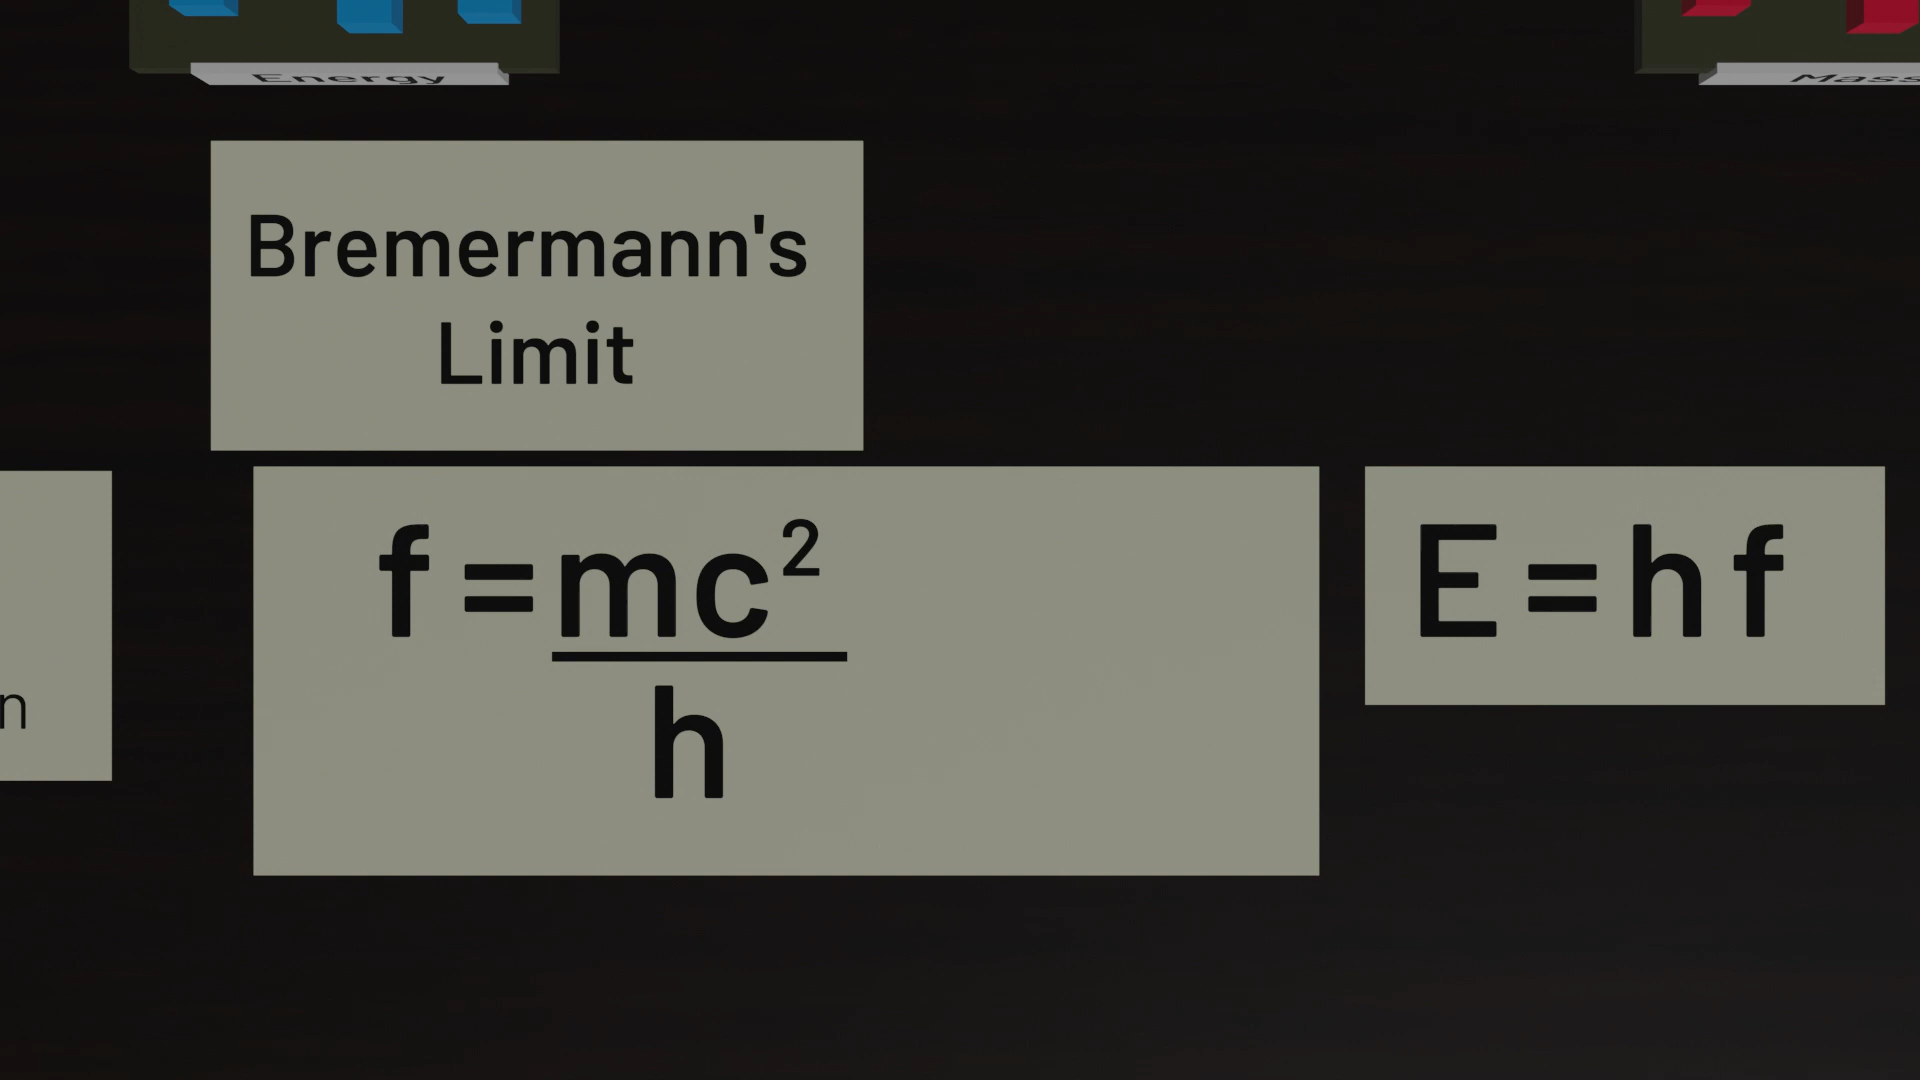 Energy
Mass
Bremermann's
Limit
n
f = mc²
h
E = hf